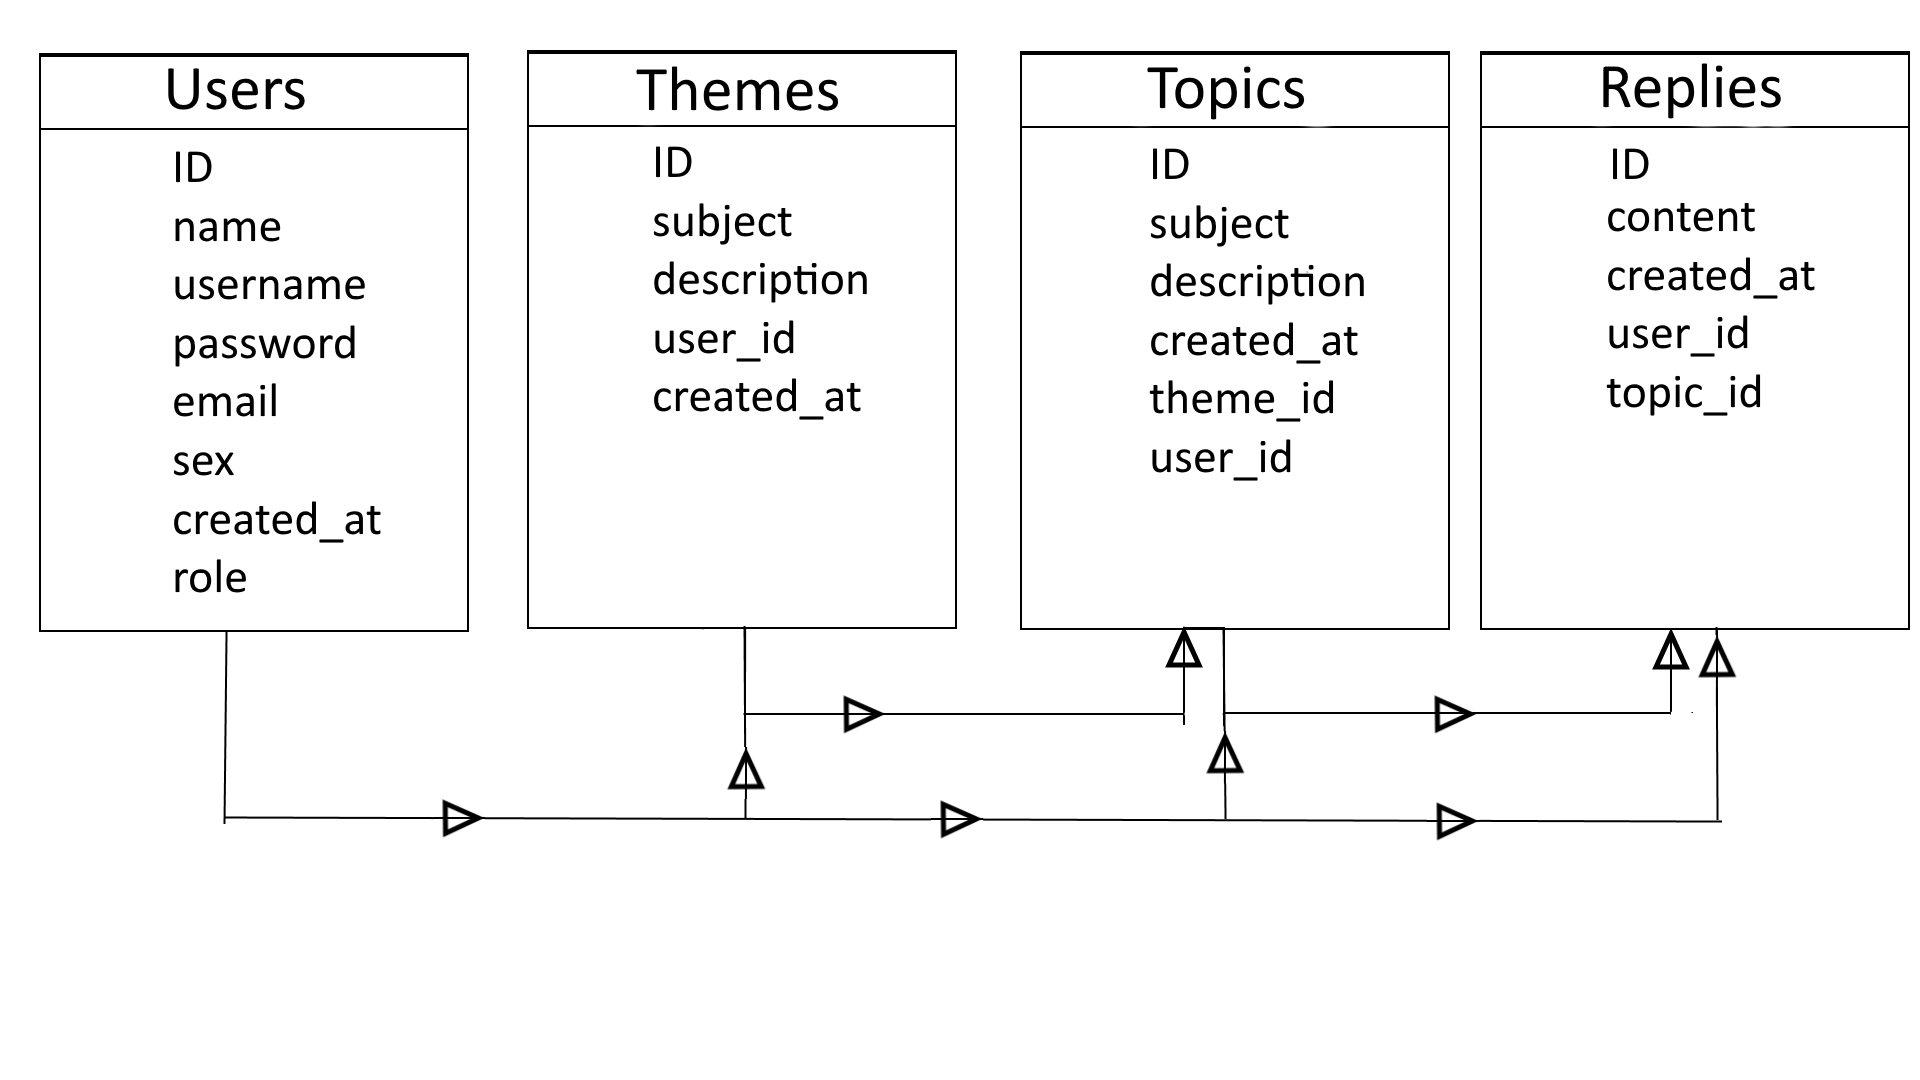 Users
ID
name
username
password
email
sex
created_at
role
Themes
ID
subject
description
user_id
created_at
Topics
ID
subject
description
created_at
theme_id
user_id
Replies
ID
content
created_at
user_id
topic_id